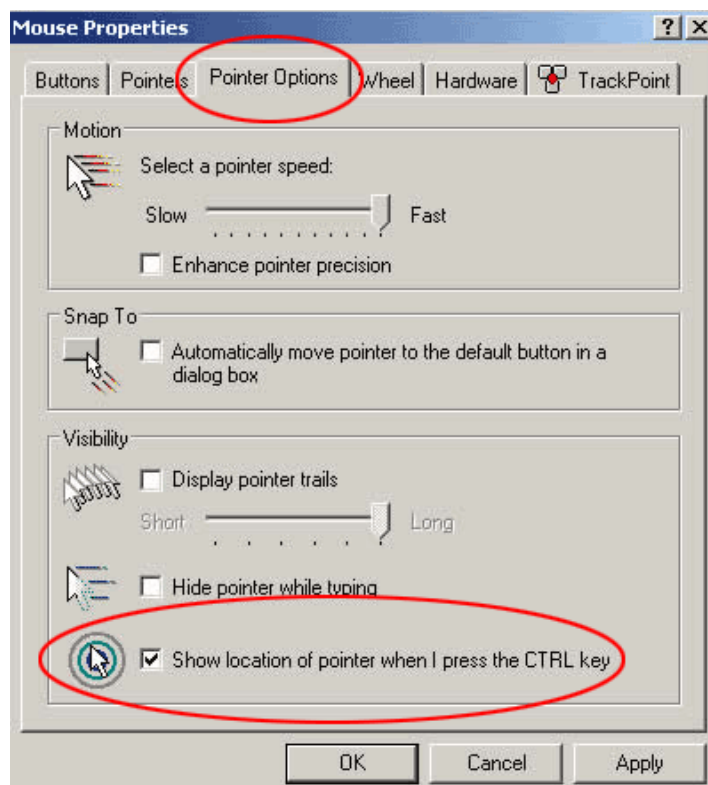 Mouse Properties
Buttons Pointers Pointer Options Wheel Hardware TrackPoint
Motion
Select a pointer speed:
Slow Fast
Enhance pointer precision
Snap To
Automatically move pointer to the default button in a
dialog box
Visibility
Display pointer trails
Short Long
Hide pointer while typing
Show location of pointer when I press the CTRL key
OK Cancel Apply